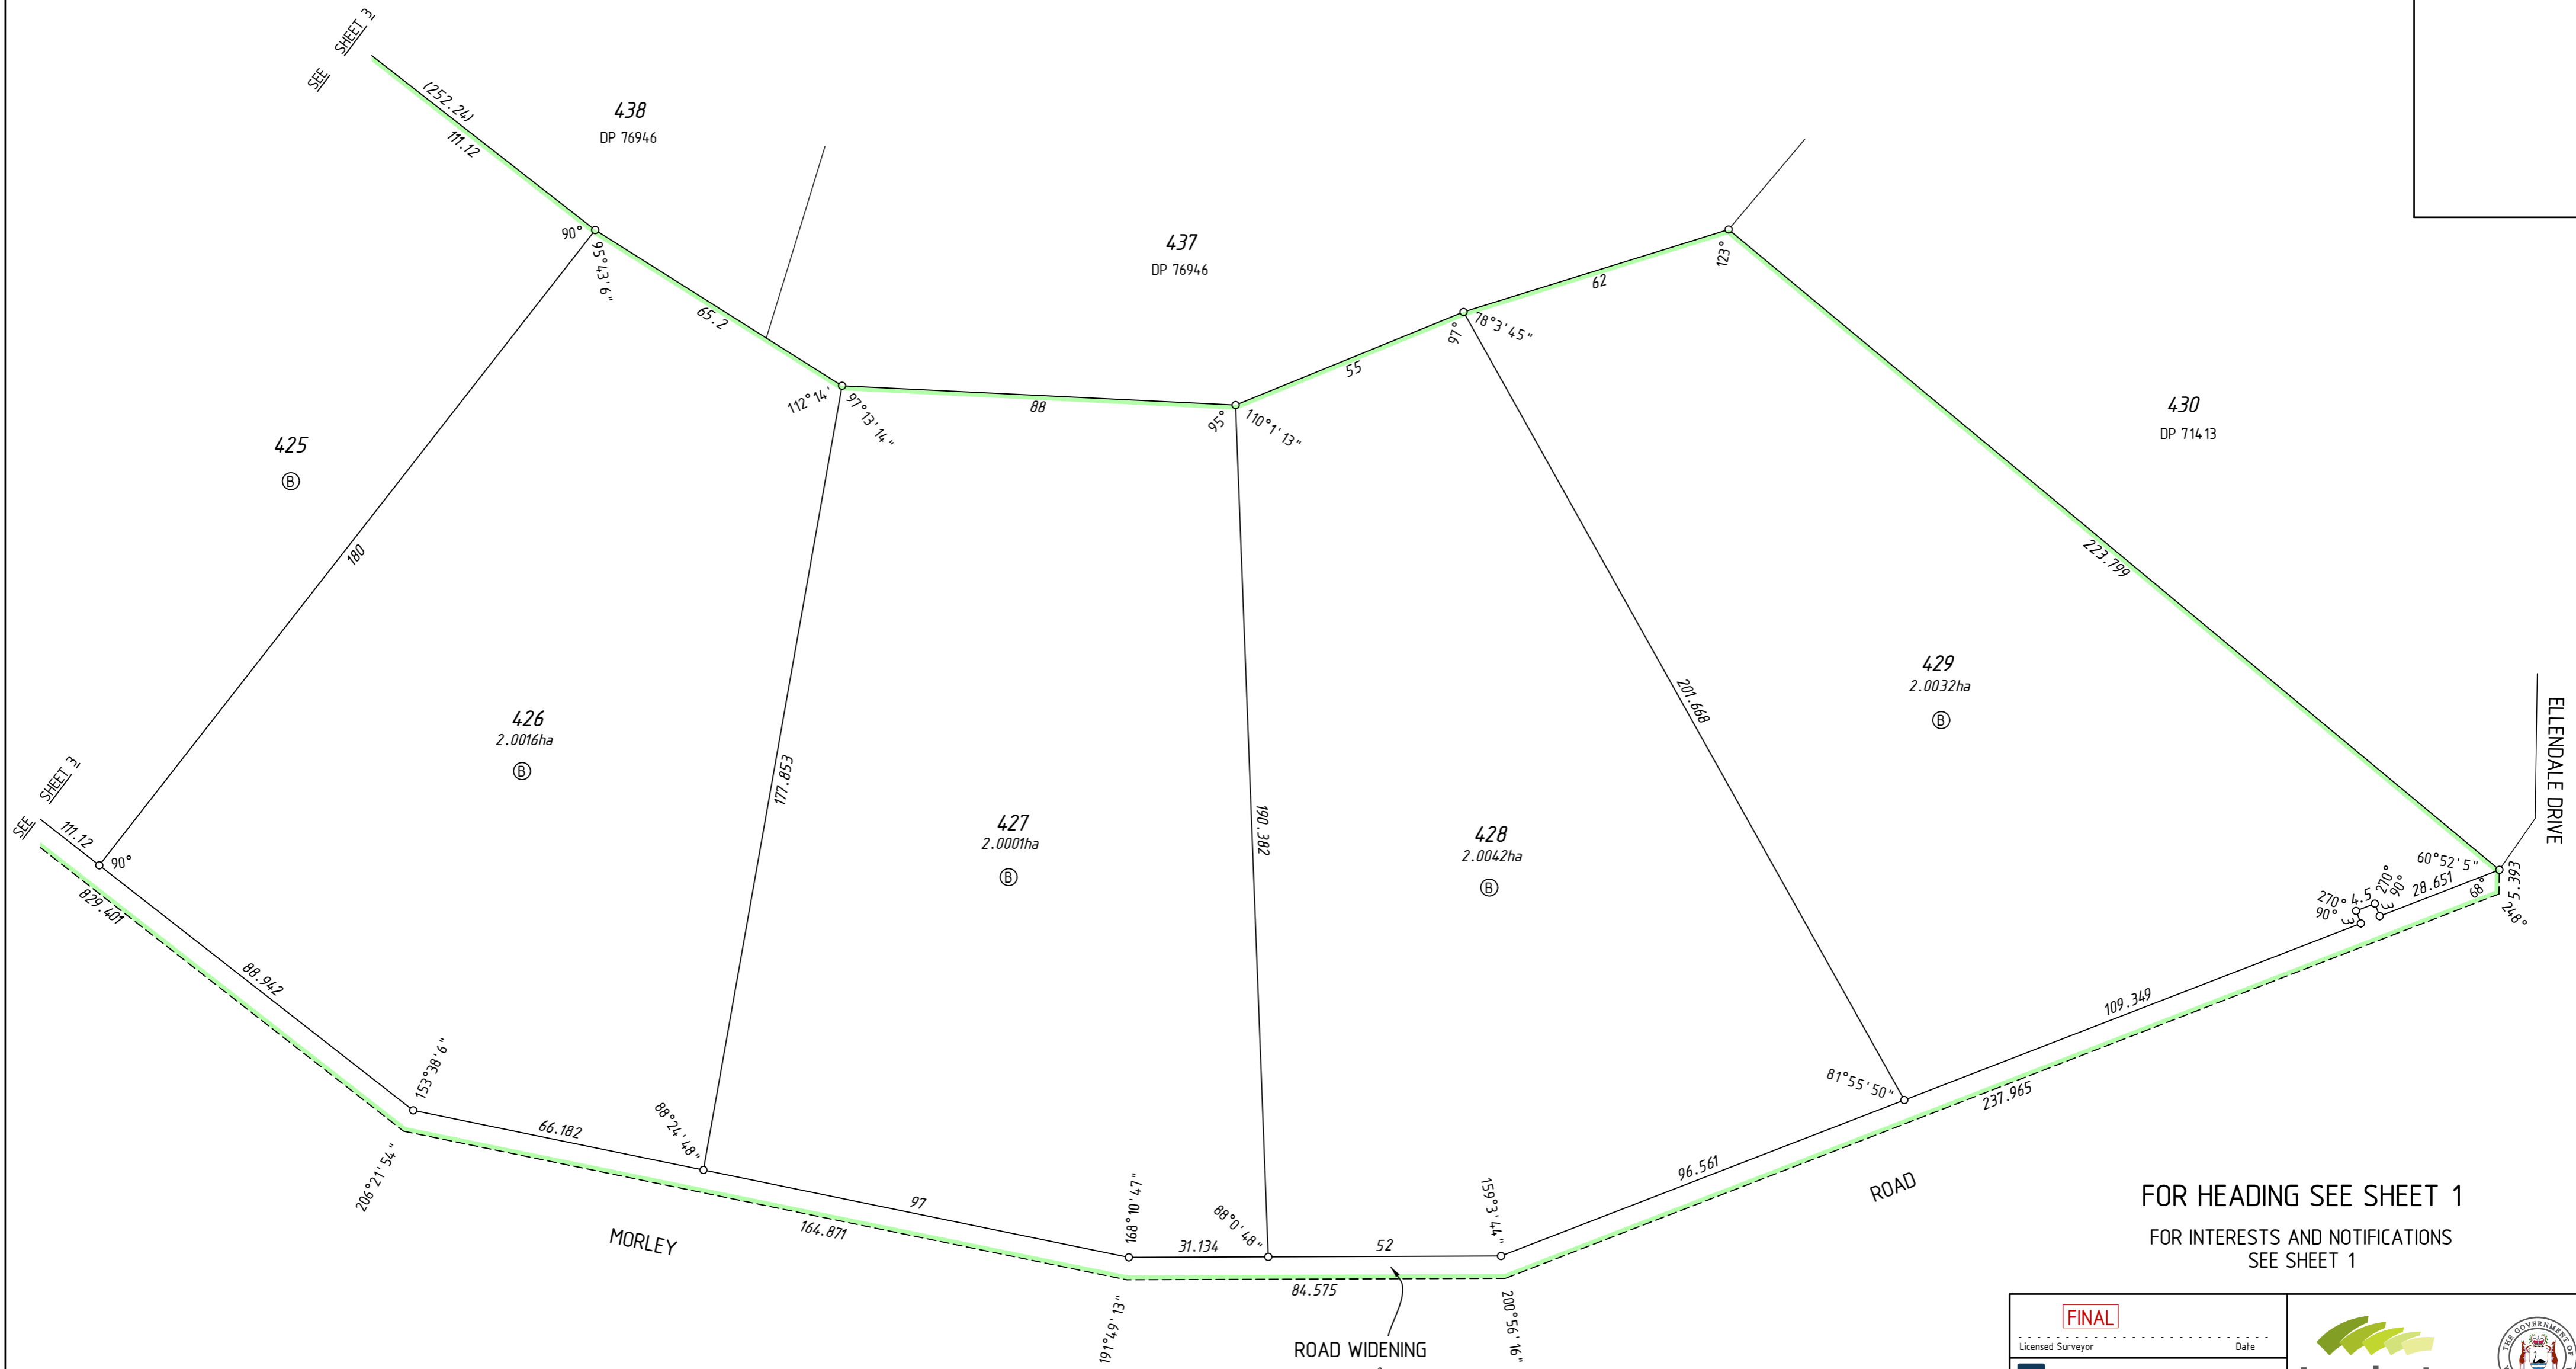 SEE SHEET 3
(252.24)
111.12
438
DP 76946
90°
95°43'6"
65.2
437
DP 76946
62
123°
78°3'45"
97°
55
112°14'
97°13'14"
88
95°
110°1'13"
430
DP 71413
425
B
180
223.799
429
2.0032ha
B
201.668
ELLENDALE DRIVE
426
2.0016ha
B
177.853
427
2.0001ha
B
190.382
428
2.0042ha
B
SEE SHEET 3
111.12
90°
829.401
60°52'5"
5.393
28.651
68°
248°
270°
90°
3
4.5
270°
90°
3
88.942
109.349
153°38'6"
81°55'50"
237.965
66.182
88°24'48"
206°21'54"
97
164.871
MORLEY
168°10'47"
31.134
88°0'48"
52
159°3'44"
96.561
ROAD
84.575
191°49'13"
200°56'16"
ROAD WIDENING
FOR HEADING SEE SHEET 1
FOR INTERESTS AND NOTIFICATIONS
SEE SHEET 1
FINAL
Licensed Surveyor Date
THE GOVERNMENT OF